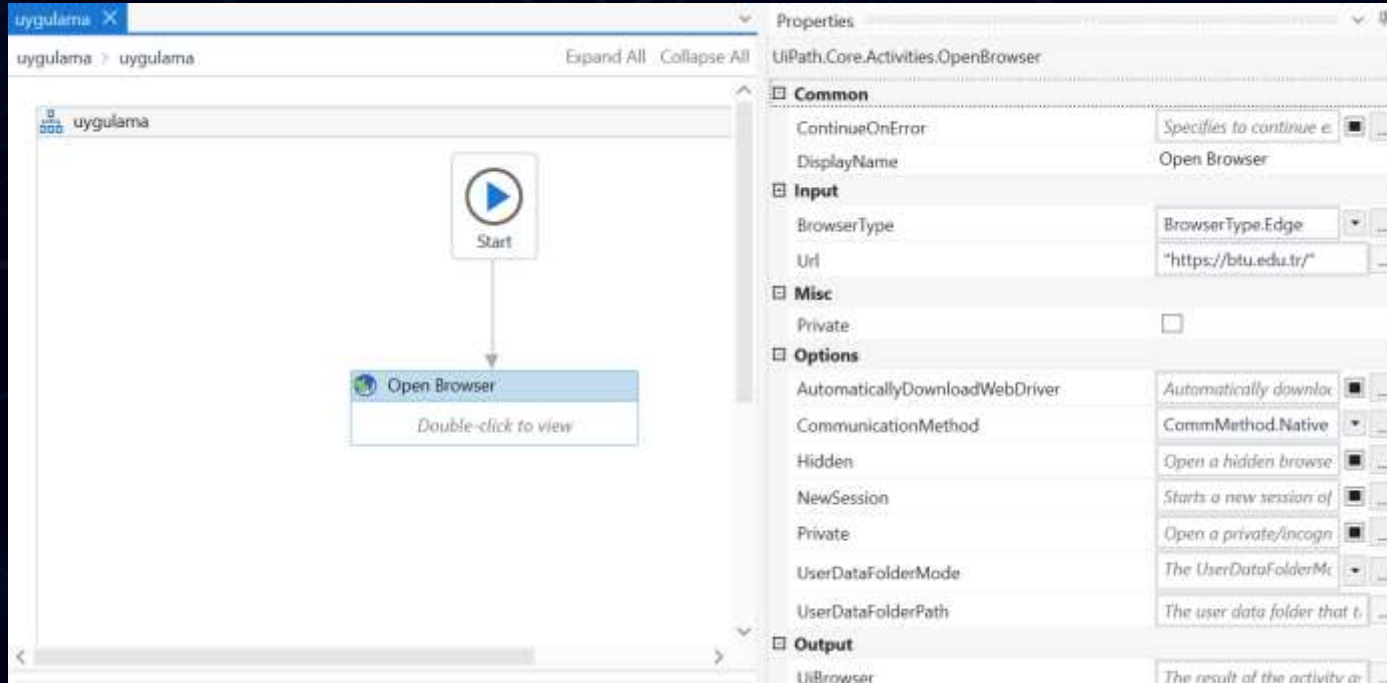 uygulama
uygulama > uygulama
Expand All Collapse All
uygulama
Start
Open Browser
Double-click to view
Properties
UiPath.Core.Activities.OpenBrowser
Common
ContinueOnError Specifies to continue e.
DisplayName Open Browser
Input
BrowserType BrowserType.Edge
Url "https://btu.edu.tr/"
Misc
Private
Options
AutomaticallyDownloadWebDriver Automatically downloc
CommunicationMethod CommMethod.Native
Hidden Open a hidden browse
NewSession Starts a new session of
Private Open a private/incogn
UserDataFolderMode The UserDataFolderMc
UserDataFolderPath The user data folder that t.
Output
UiBrowser The result of the activity a